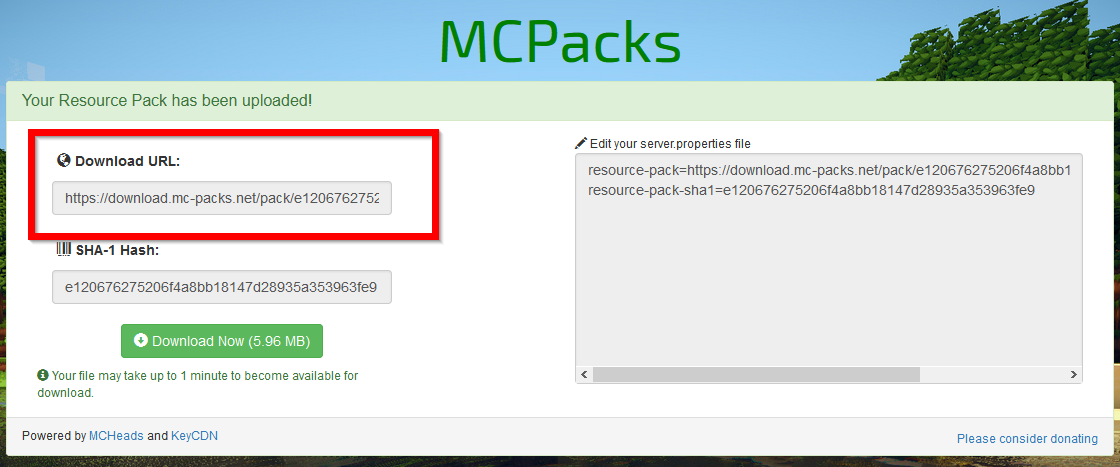 MCPacks
Your Resource Pack has been uploaded!
Download URL:
https://download.mc-packs.net/pack/e1206762752
SHA-1 Hash:
e120676275206f4a8bb18147d28935a353963fe9
Download Now (5.96 MB)
Your file may take up to 1 minute to become available for
download.
Edit your server.properties file
resource-pack=https://download.mc-packs.net/pack/e120676275206f4a8bb1
resource-pack-sha1=e120676275206f4a8bb18147d28935a353963fe9
Powered by MCHeads and KeyCDN
Please consider donating